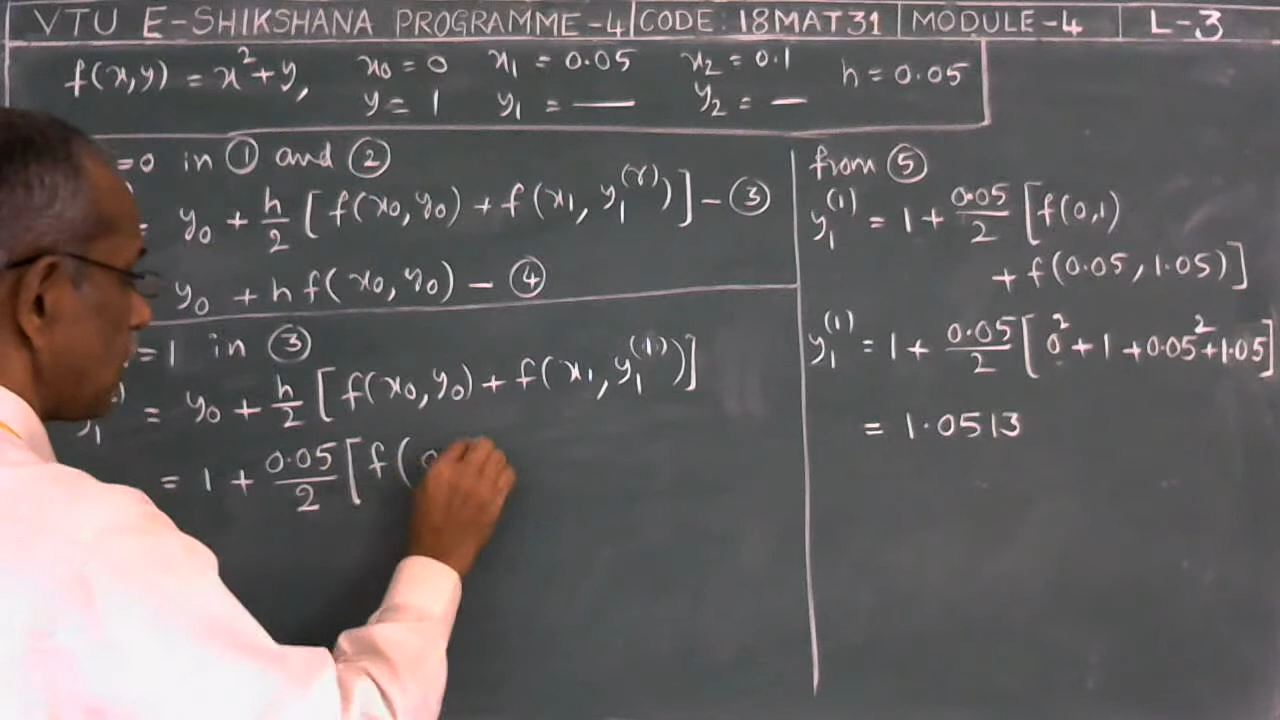 VTU E-SHIKSHANA PROGRAMME-4 | CODE: 18MAT31 | MODULE-4 | L-3
f(x,y) = x²+y, x₀ = 0 x₁ = 0.05 x₂ = 0.1 h = 0.05
y = 1 y₁ = — y₂ = —
=0 in ① and ②
= y₀ + h/2 [f(x₀,y₀) + f(x₁, y₁⁽ʳ⁾)] - ③
y₀ + h f(x₀,y₀) - ④
=1 in ③
y₁ = y₀ + h/2 [f(x₀,y₀) + f(x₁, y₁⁽¹⁾)]
= 1 + 0.05/2 [f(0
from ⑤
y₁⁽¹⁾ = 1 + 0.05/2 [f(0,1)
+ f(0.05, 1.05)]
y₁⁽¹⁾ = 1 + 0.05/2 [0² + 1 + 0.05² + 1.05]
= 1.0513